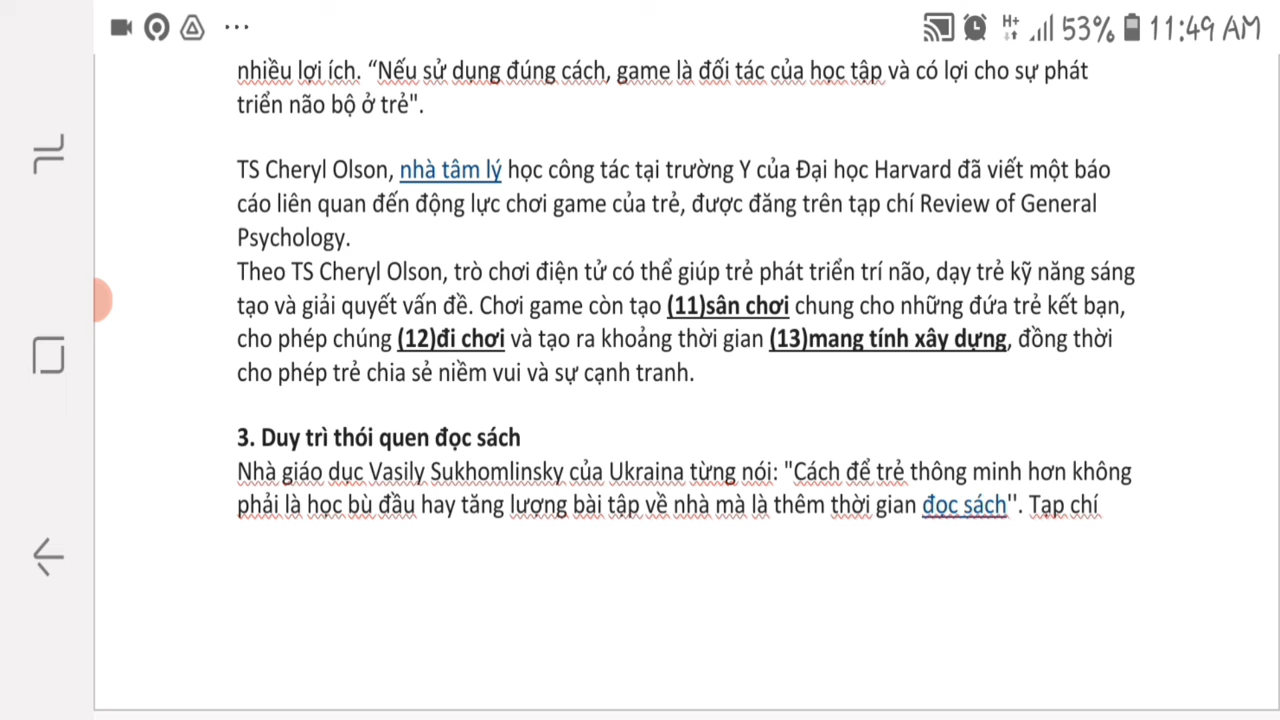 H+ 53% 11:49 AM
nhiều lợi ích. “Nếu sử dụng đúng cách, game là đối tác của học tập và có lợi cho sự phát
triển não bộ ở trẻ".
TS Cheryl Olson, nhà tâm lý học công tác tại trường Y của Đại học Harvard đã viết một báo
cáo liên quan đến động lực chơi game của trẻ, được đăng trên tạp chí Review of General
Psychology.
Theo TS Cheryl Olson, trò chơi điện tử có thể giúp trẻ phát triển trí não, dạy trẻ kỹ năng sáng
tạo và giải quyết vấn đề. Chơi game còn tạo (11)sân chơi chung cho những đứa trẻ kết bạn,
cho phép chúng (12)đi chơi và tạo ra khoảng thời gian (13)mang tính xây dựng, đồng thời
cho phép trẻ chia sẻ niềm vui và sự cạnh tranh.
3. Duy trì thói quen đọc sách
Nhà giáo dục Vasily Sukhomlinsky của Ukraina từng nói: "Cách để trẻ thông minh hơn không
phải là học bù đầu hay tăng lượng bài tập về nhà mà là thêm thời gian đọc sách". Tạp chí